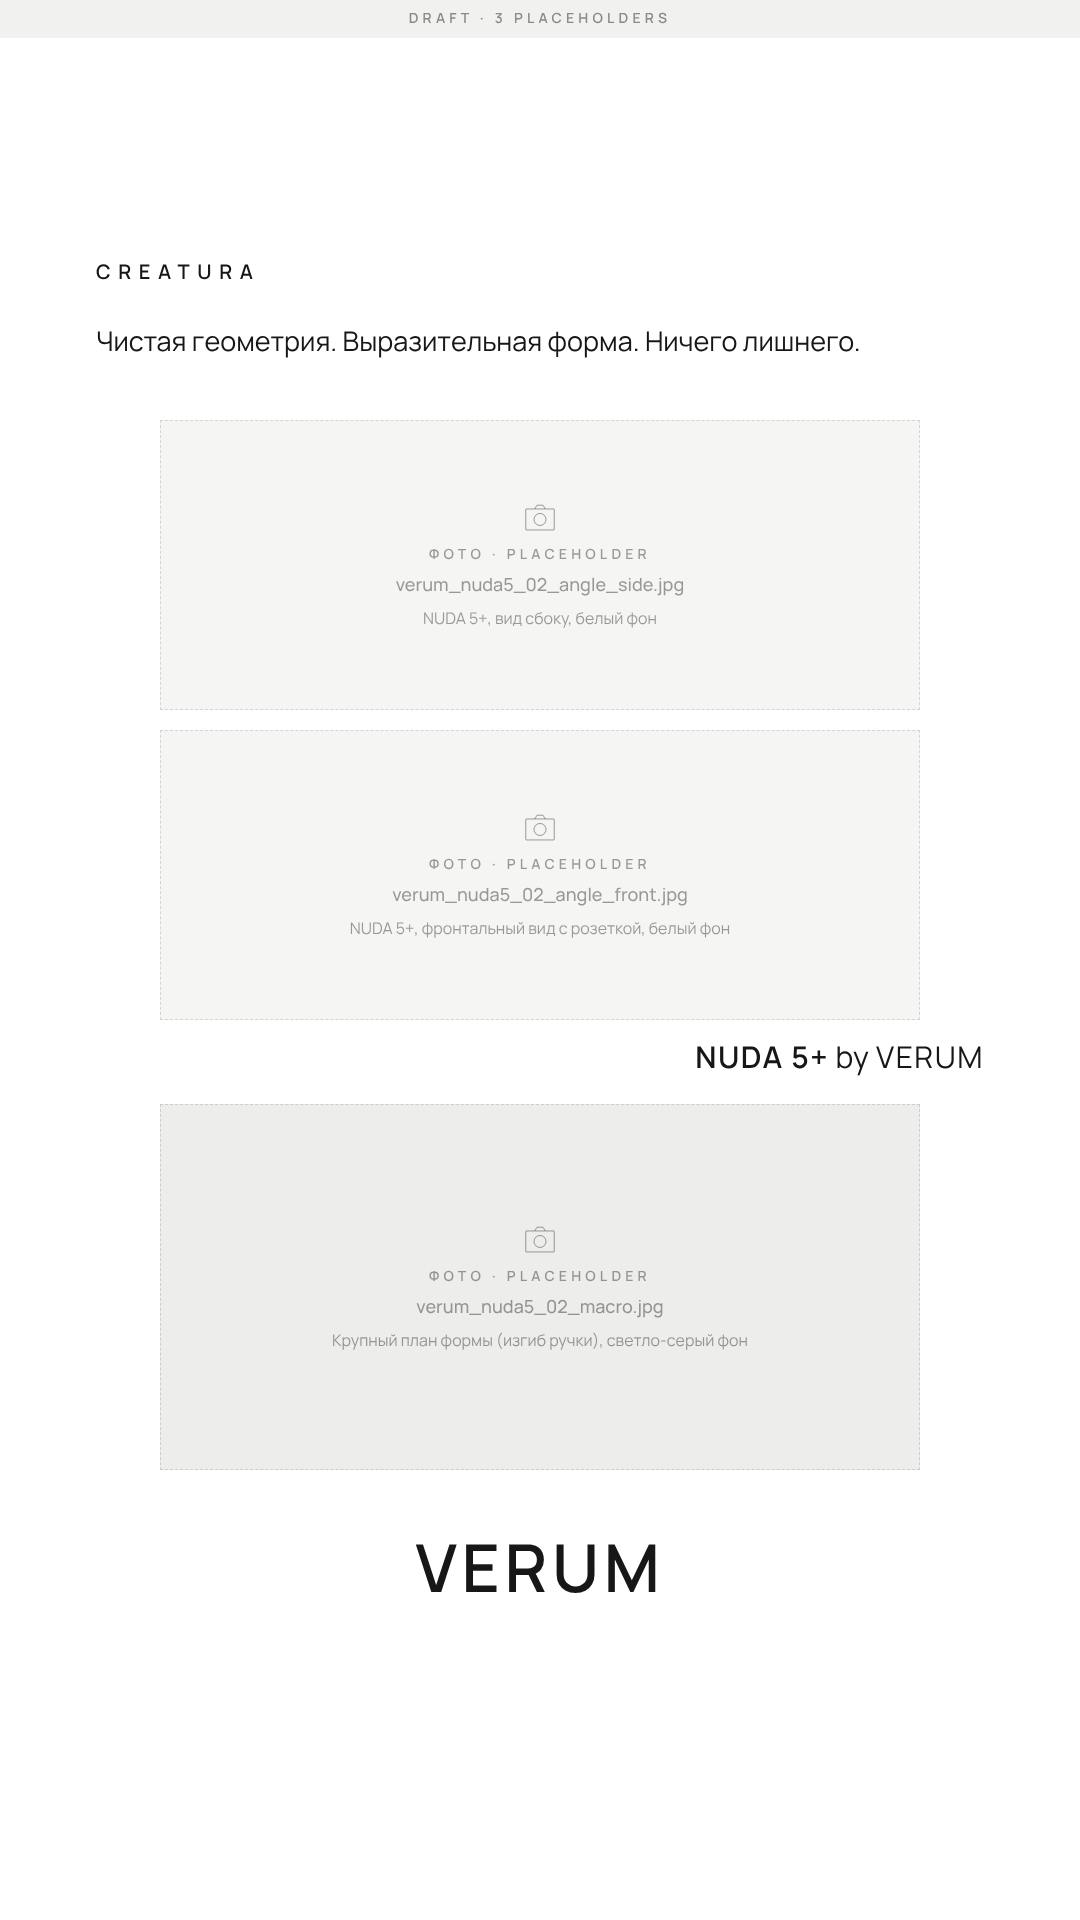 DRAFT · 3 PLACEHOLDERS
CREATURA
Чистая геометрия. Выразительная форма. Ничего лишнего.
ФОТО · PLACEHOLDER
verum_nuda5_02_angle_side.jpg
NUDA 5+, вид сбоку, белый фон
ФОТО · PLACEHOLDER
verum_nuda5_02_angle_front.jpg
NUDA 5+, фронтальный вид с розеткой, белый фон
NUDA 5+ by VERUM
ФОТО · PLACEHOLDER
verum_nuda5_02_macro.jpg
Крупный план формы (изгиб ручки), светло-серый фон
VERUM